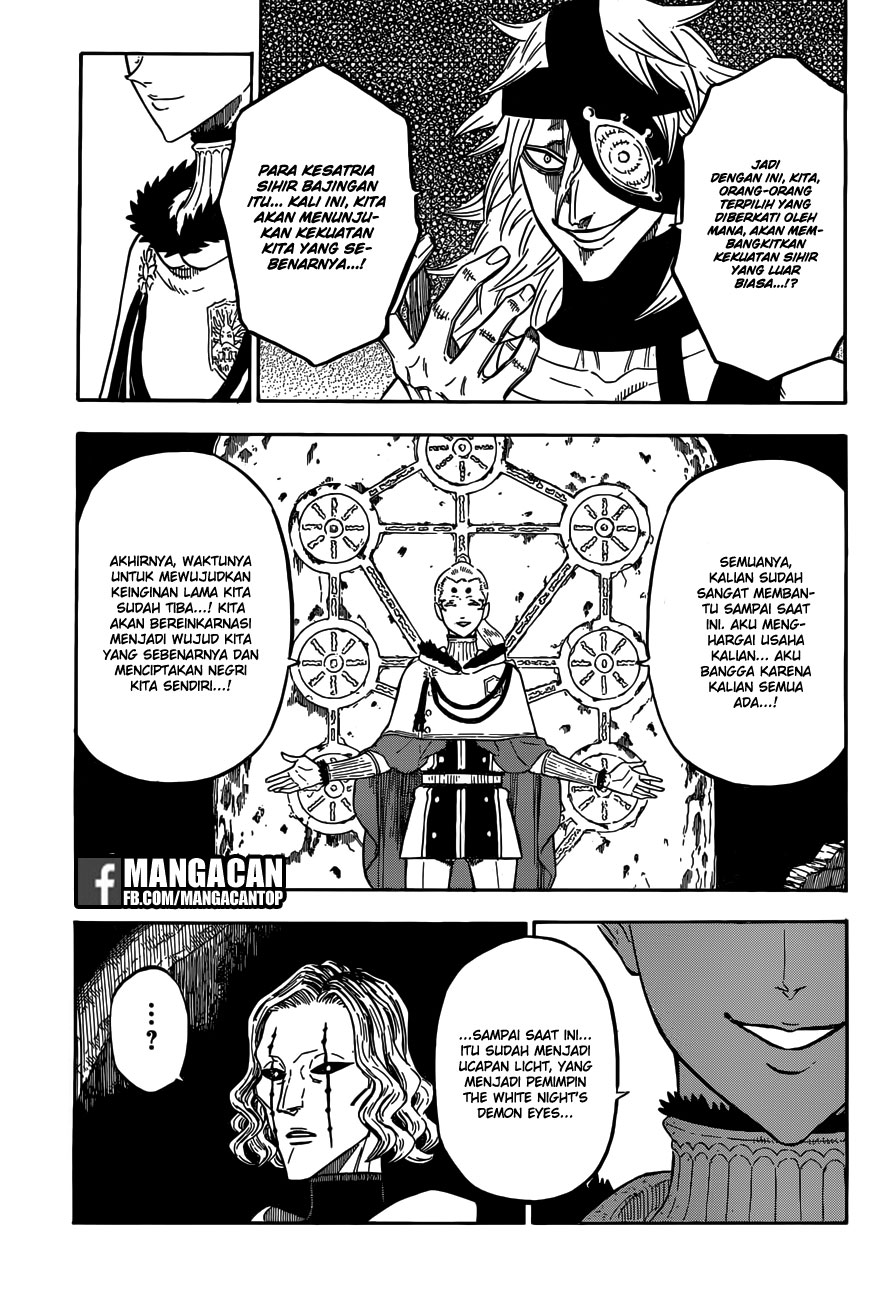 JADI
DENGAN INI, KITA,
ORANG-ORANG
TERPILIH YANG
DIBERKATI OLEH
MANA, AKAN MEM-
BANGKITKAN
KEKUATAN SIHIR
YANG LUAR
BIASA...!?
PARA KESATRIA
SIHIR BAJINGAN
ITU... KALI INI, KITA
AKAN MENUNJU-
KAN KEKUATAN
KITA YANG SE-
BENARNYA...!
SEMUANYA,
KALIAN SUDAH
SANGAT MEMBAN-
TU SAMPAI SAAT
INI. AKU MENG-
HARGAI USAHA
KALIAN... AKU
BANGGA KARENA
KALIAN SEMUA
ADA...!
AKHIRNYA, WAKTUNYA
UNTUK MEWUJUDKAN
KEINGINAN LAMA KITA
SUDAH TIBA...! KITA
AKAN BEREINKARNASI
MENJADI WUJUD KITA
YANG SEBENARNYA DAN
MENCIPTAKAN NEGRI
KITA SENDIRI...!
f MANGACAN
FB.COM/MANGACANTOP
...SAMPAI SAAT INI...
ITU SUDAH MENJADI
UCAPAN LICHT, YANG
MENJADI PEMIMPIN
THE WHITE NIGHT'S
DEMON EYES...
...?